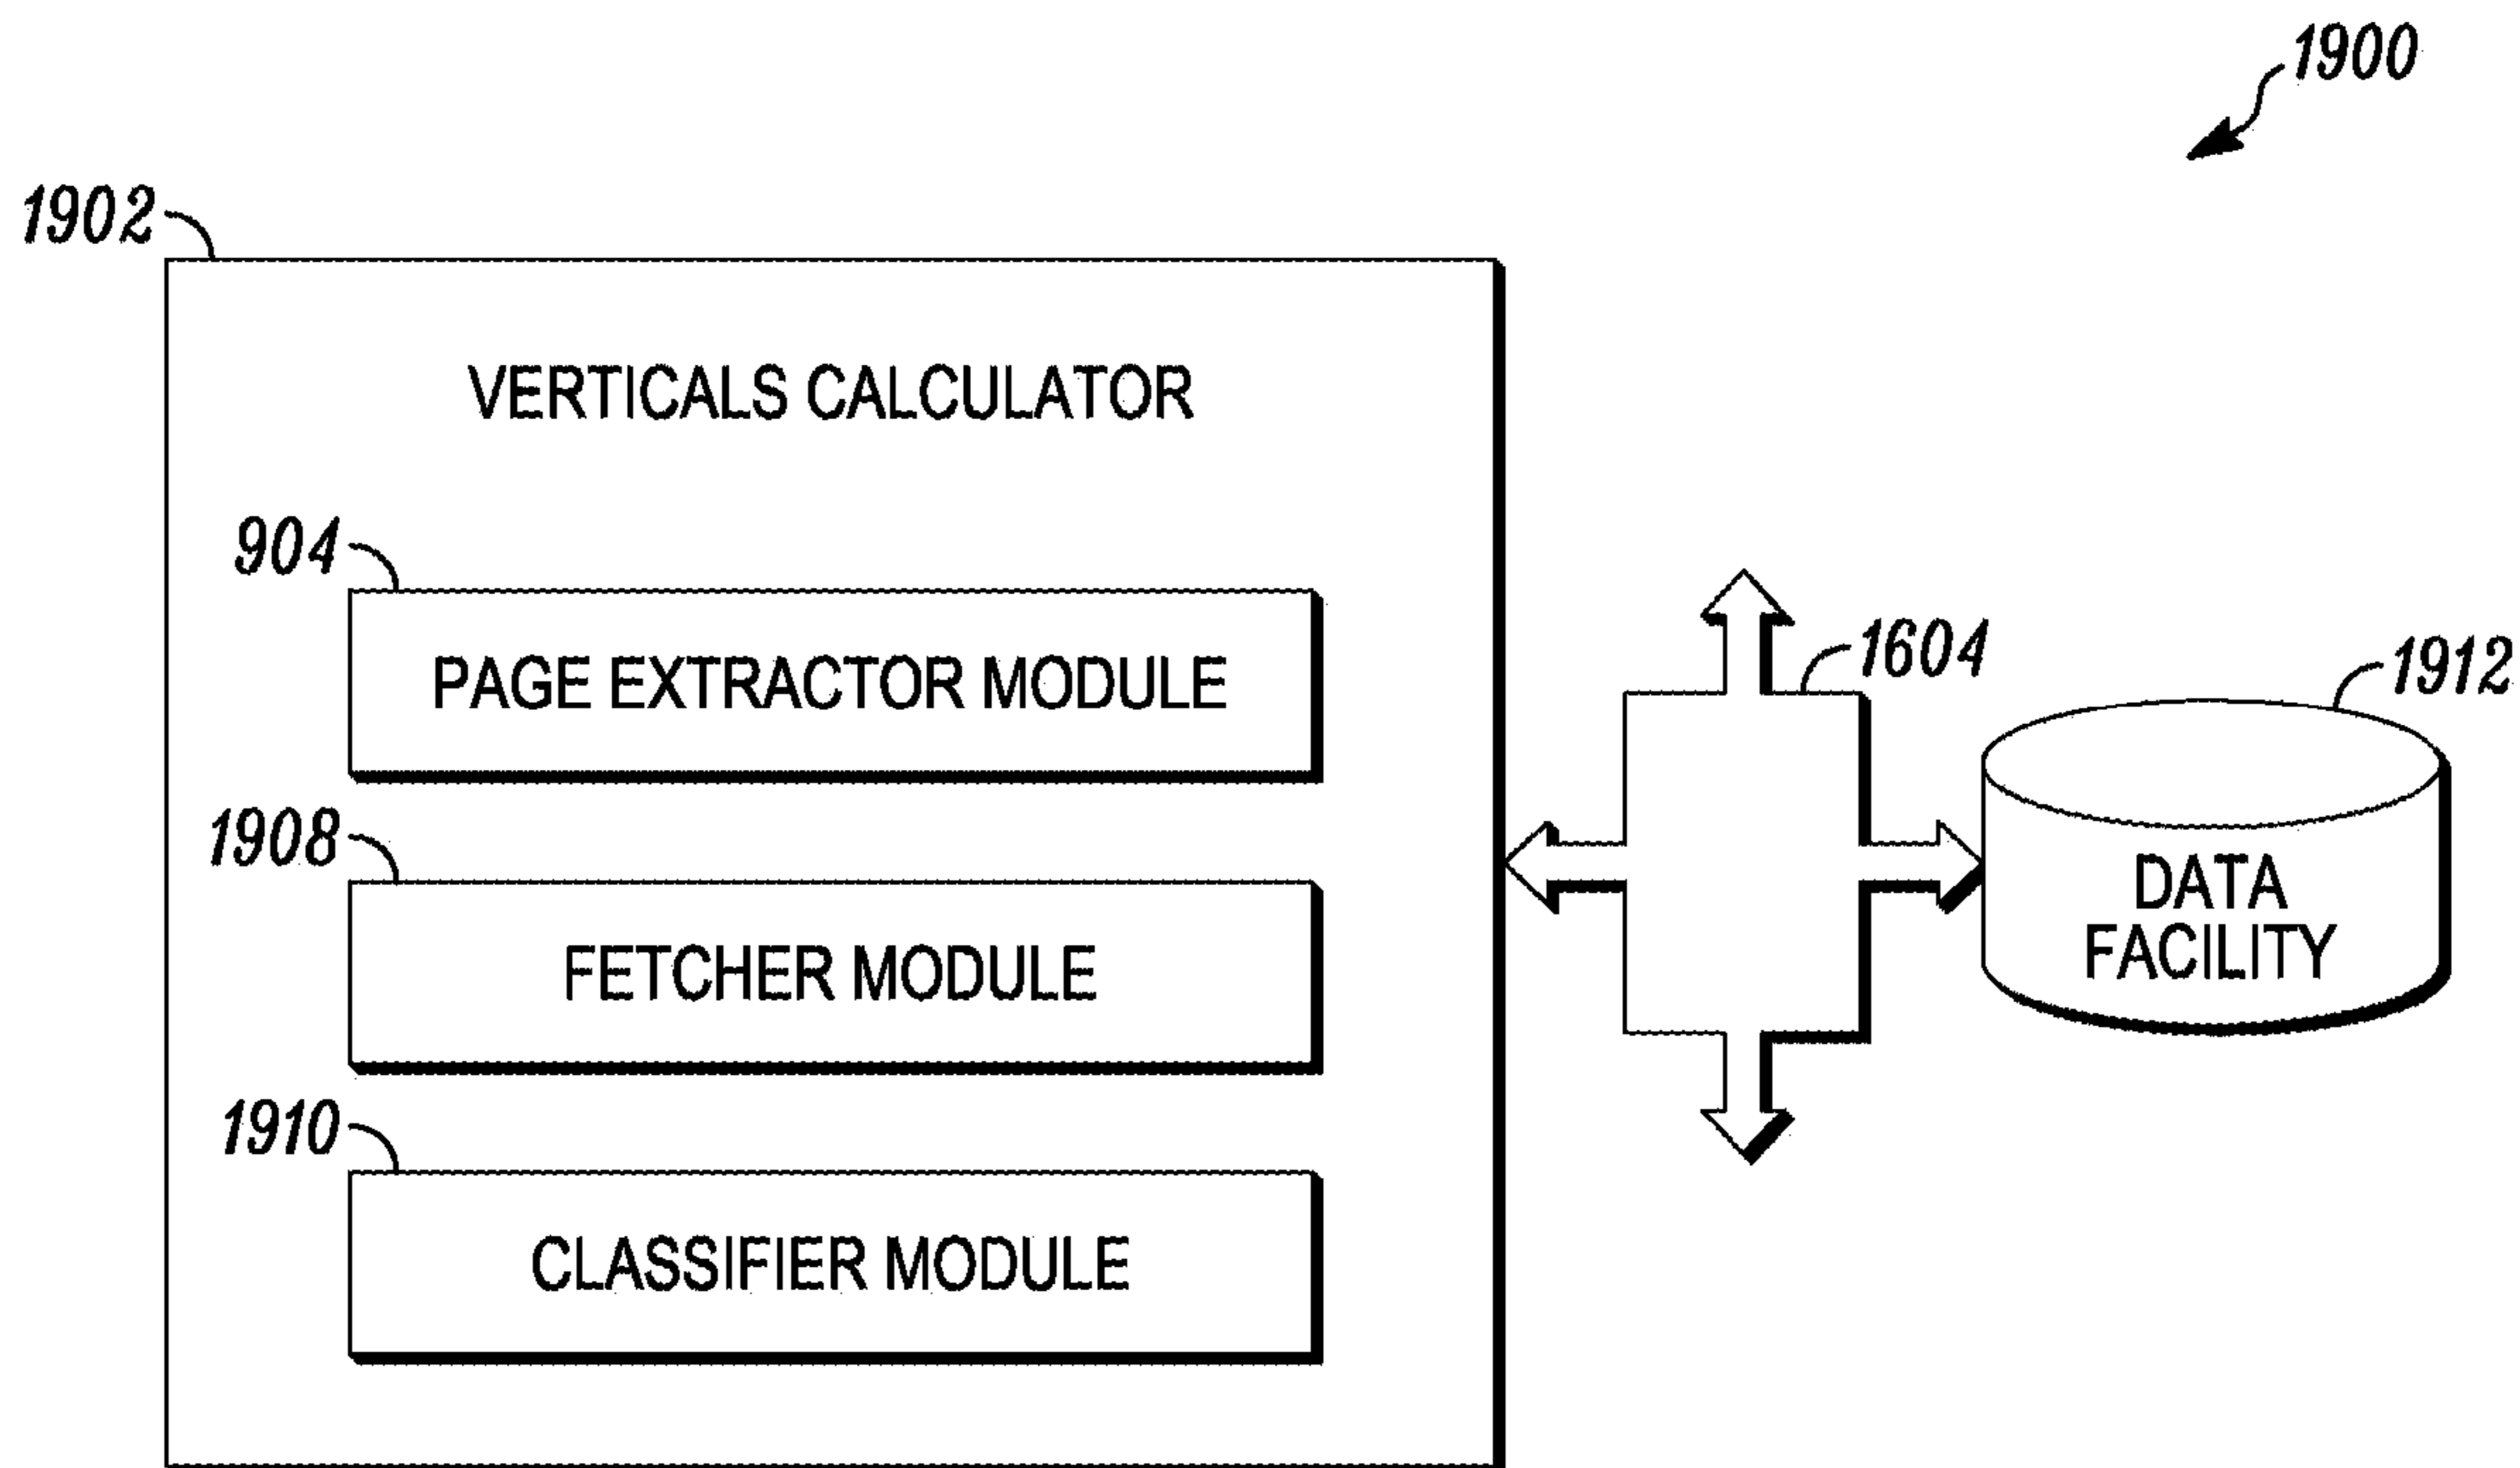 1900
1902
VERTICALS CALCULATOR
904
PAGE EXTRACTOR MODULE
1604
1912
1908
FETCHER MODULE
DATA
FACILITY
1910
CLASSIFIER MODULE